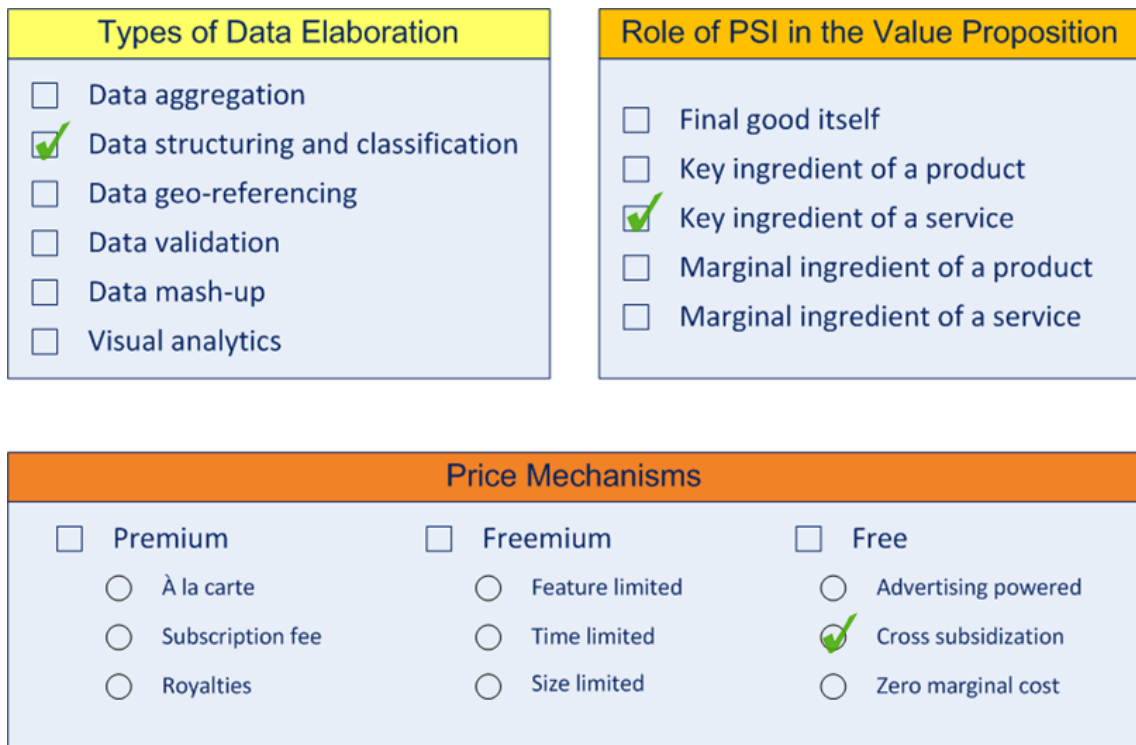 Types of Data Elaboration
Data aggregation
Data structuring and classification
Data geo-referencing
Data validation
Data mash-up
Visual analytics
Role of PSI in the Value Proposition
Final good itself
Key ingredient of a product
Key ingredient of a service
Marginal ingredient of a product
Marginal ingredient of a service
Price Mechanisms
Premium
À la carte
Subscription fee
Royalties
Freemium
Feature limited
Time limited
Size limited
Free
Advertising powered
Cross subsidization
Zero marginal cost